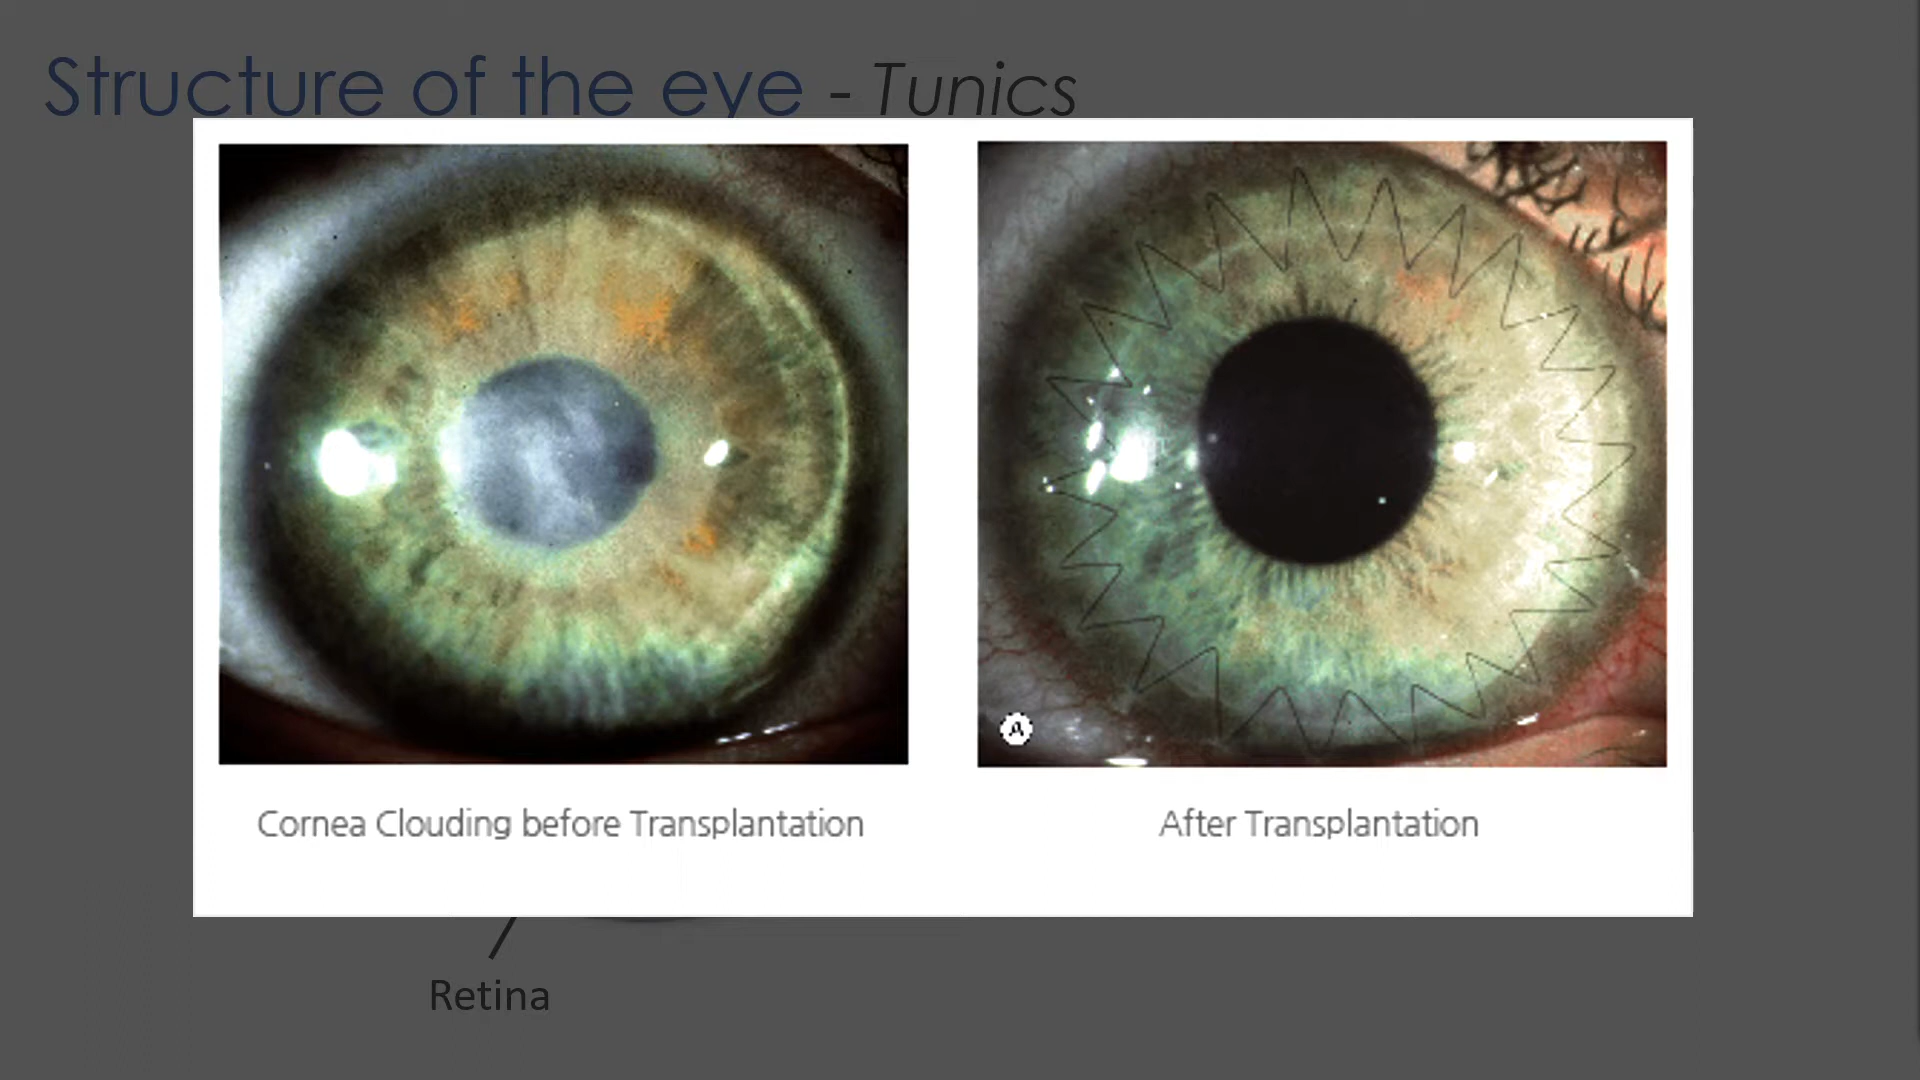 Structure of the eye - Tunics
A
Cornea Clouding before Transplantation
After Transplantation
Retina